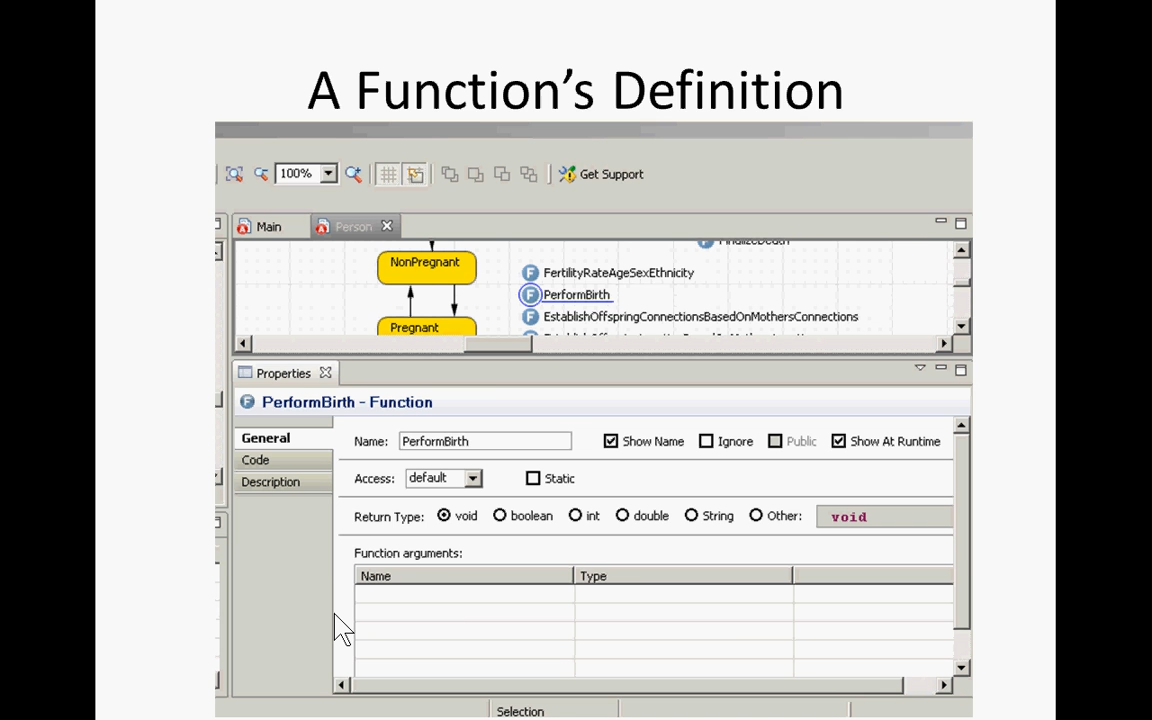 A Function's Definition
100%
Get Support
Main
Person
NonPregnant
FinalizeDeath
FertilityRateAgeSexEthnicity
PerformBirth
EstablishOffspringConnectionsBasedOnMothersConnections
Pregnant
Properties
PerformBirth - Function
General
Code
Description
Name: PerformBirth Show Name Ignore Public Show At Runtime
Access: default Static
Return Type: void boolean int double String Other: void
Function arguments:
Name Type
Selection